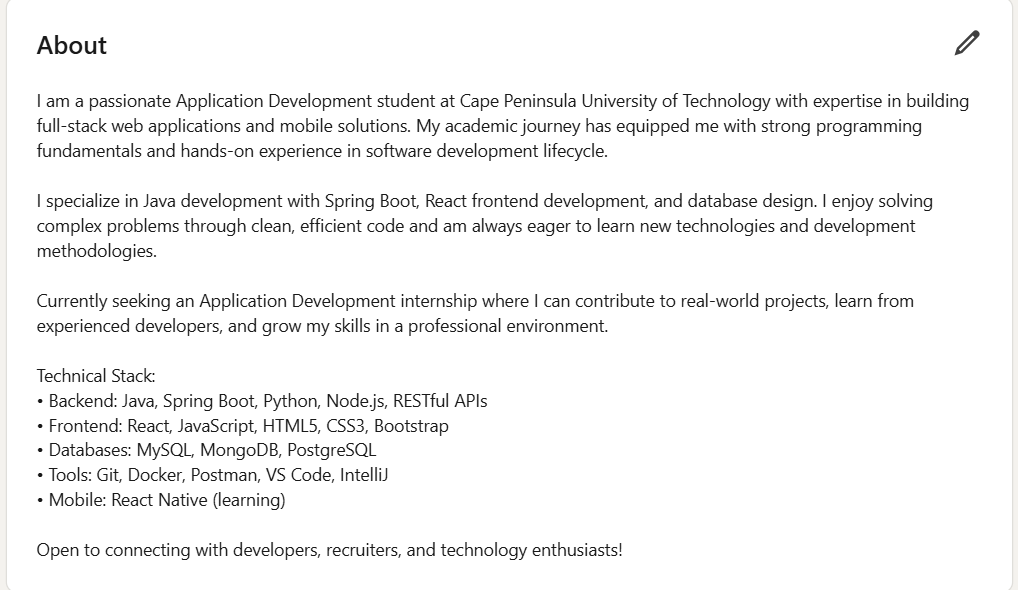 About
I am a passionate Application Development student at Cape Peninsula University of Technology with expertise in building
full-stack web applications and mobile solutions. My academic journey has equipped me with strong programming
fundamentals and hands-on experience in software development lifecycle.
I specialize in Java development with Spring Boot, React frontend development, and database design. I enjoy solving
complex problems through clean, efficient code and am always eager to learn new technologies and development
methodologies.
Currently seeking an Application Development internship where I can contribute to real-world projects, learn from
experienced developers, and grow my skills in a professional environment.
Technical Stack:
• Backend: Java, Spring Boot, Python, Node.js, RESTful APIs
• Frontend: React, JavaScript, HTML5, CSS3, Bootstrap
• Databases: MySQL, MongoDB, PostgreSQL
• Tools: Git, Docker, Postman, VS Code, IntelliJ
• Mobile: React Native (learning)
Open to connecting with developers, recruiters, and technology enthusiasts!